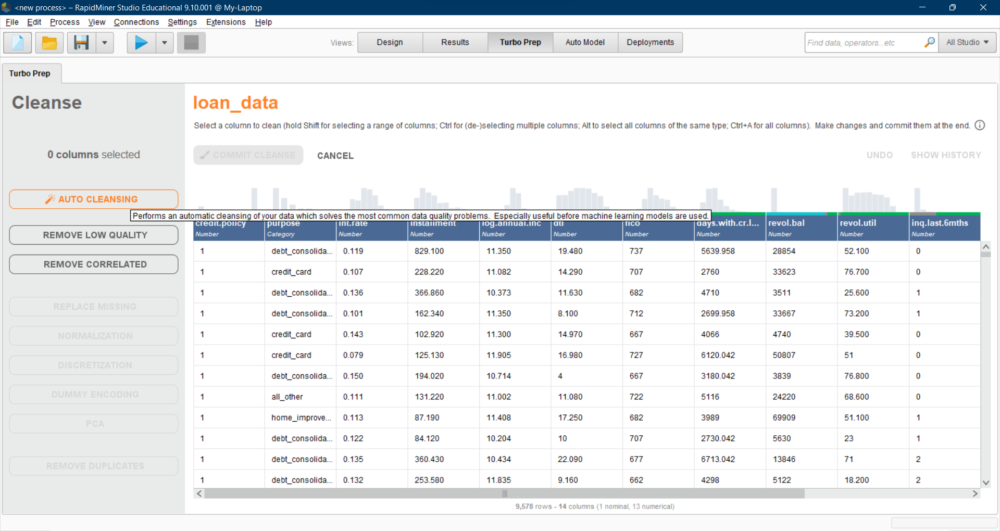 <new process> – RapidMiner Studio Educational 9.10.001 @ My-Laptop
File Edit Process View Connections Settings Extensions Help
Views: Design Results Turbo Prep Auto Model Deployments Find data, operators...etc All Studio
Turbo Prep
Cleanse
loan_data
Select a column to clean (hold Shift for selecting a range of columns; Ctrl for (de-)selecting multiple columns; Alt to select all columns of the same type; Ctrl+A for all columns). Make changes and commit them at the end.
0 columns selected
COMMIT CLEANSE CANCEL UNDO SHOW HISTORY
AUTO CLEANSING
Performs an automatic cleansing of your data which solves the most common data quality problems. Especially useful before machine learning models are used.
REMOVE LOW QUALITY
REMOVE CORRELATED
REPLACE MISSING
NORMALIZATION
DISCRETIZATION
DUMMY ENCODING
PCA
REMOVE DUPLICATES
credit.policy purpose int.rate installment log.annual.inc dti fico days.with.cr.l... revol.bal revol.util inq.last.6mths
Number Category Number Number Number Number Number Number Number Number Number
1 debt_consolida... 0.119 829.100 11.350 19.480 737 5639.958 28854 52.100 0
1 credit_card 0.107 228.220 11.082 14.290 707 2760 33623 76.700 0
1 debt_consolida... 0.136 366.860 10.373 11.630 682 4710 3511 25.600 1
1 debt_consolida... 0.101 162.340 11.350 8.100 712 2699.958 33667 73.200 1
1 credit_card 0.143 102.920 11.300 14.970 667 4066 4740 39.500 0
1 credit_card 0.079 125.130 11.905 16.980 727 6120.042 50807 51 0
1 debt_consolida... 0.150 194.020 10.714 4 667 3180.042 3839 76.800 0
1 all_other 0.111 131.220 11.002 11.080 722 5116 24220 68.600 0
1 home_improve... 0.113 87.190 11.408 17.250 682 3989 69909 51.100 1
1 debt_consolida... 0.122 84.120 10.204 10 707 2730.042 5630 23 1
1 debt_consolida... 0.135 360.430 10.434 22.090 677 6713.042 13846 71 2
1 debt_consolida... 0.132 253.580 11.835 9.160 662 4298 5122 18.200 2
9,578 rows - 14 columns (1 nominal, 13 numerical)